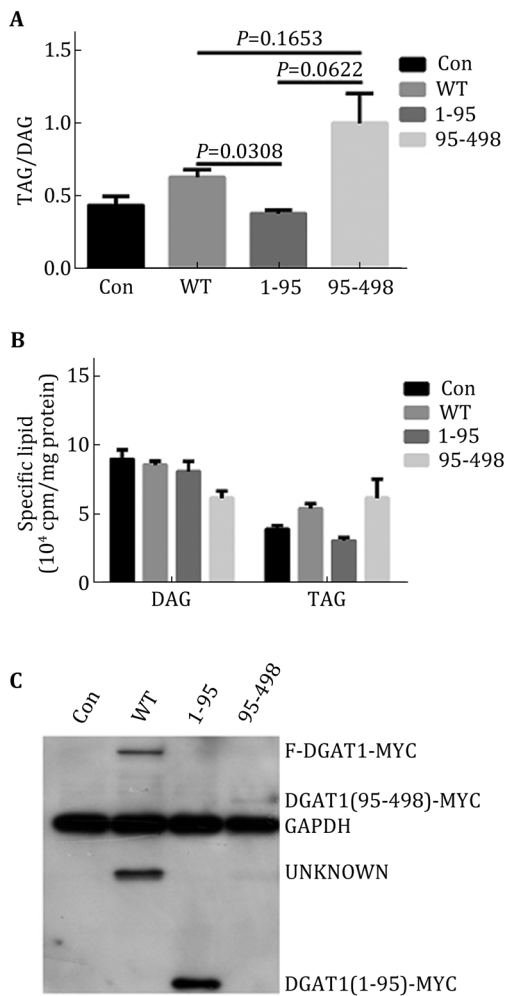 A
P=0.1653
P=0.0622
P=0.0308
TAG/DAG
1.5
1.0
0.5
0.0
Con
WT
1-95
95-498
Con WT 1-95 95-498
B
Specific lipid
(10⁴ cpm/mg protein)
15
10
5
0
Con
WT
1-95
95-498
DAG TAG
C
Con WT 1-95 95-498
F-DGAT1-MYC
DGAT1(95-498)-MYC
GAPDH
UNKNOWN
DGAT1(1-95)-MYC